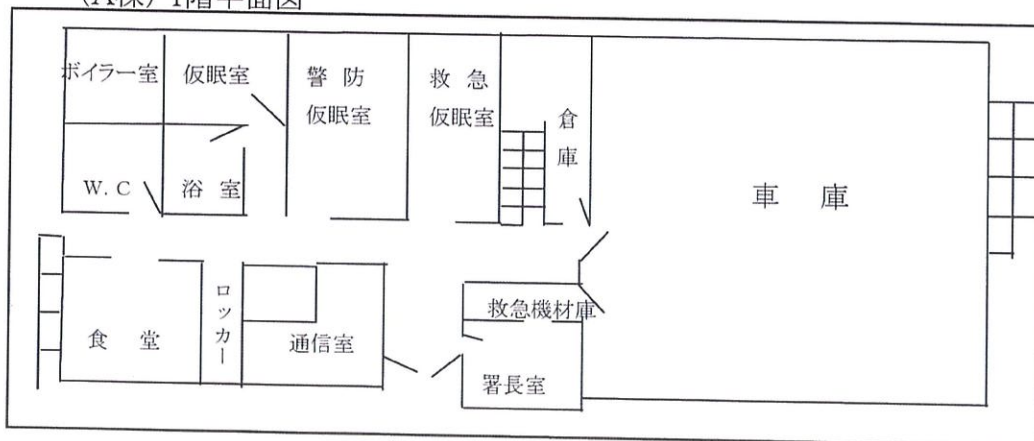 (A棟) 1階平面図
ボイラー室
仮眠室
警 防
仮眠室
救 急
仮眠室
倉
庫
車 庫
W.C
浴 室
食 堂
ロ
ッ
カ
ー
通信室
救急機材庫
署長室